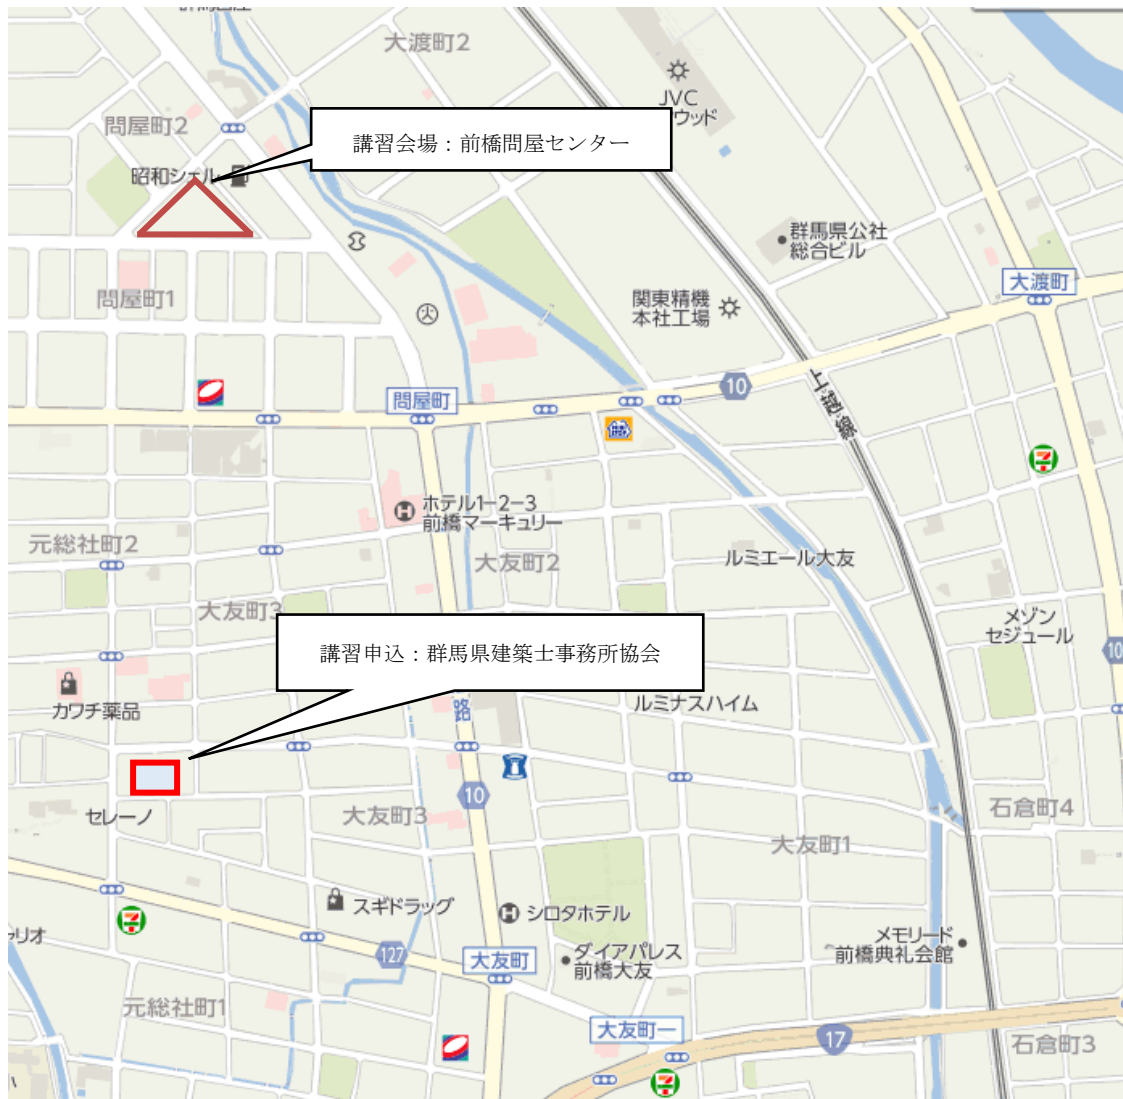 大渡町2
JVC
ウッド
問屋町2
講習会場：前橋問屋センター
昭和シェル
群馬県公社
総合ビル
大渡町
問屋町1
関東精機
本社工場
10
上越線
問屋町
ホテル1-2-3
前橋マーキュリー
元総社町2
大友町2
ルミエール大友
大友町3
メゾン
セジュール
講習申込：群馬県建築士事務所協会
10
カワチ薬品
路
ルミナスハイム
10
セレーノ
大友町3
石倉町4
大友町1
スギドラッグ
シロタホテル
ャリオ
メモリード
前橋典礼会館
127
大友町
ダイアパレス
前橋大友
元総社町1
大友町一
17
石倉町3